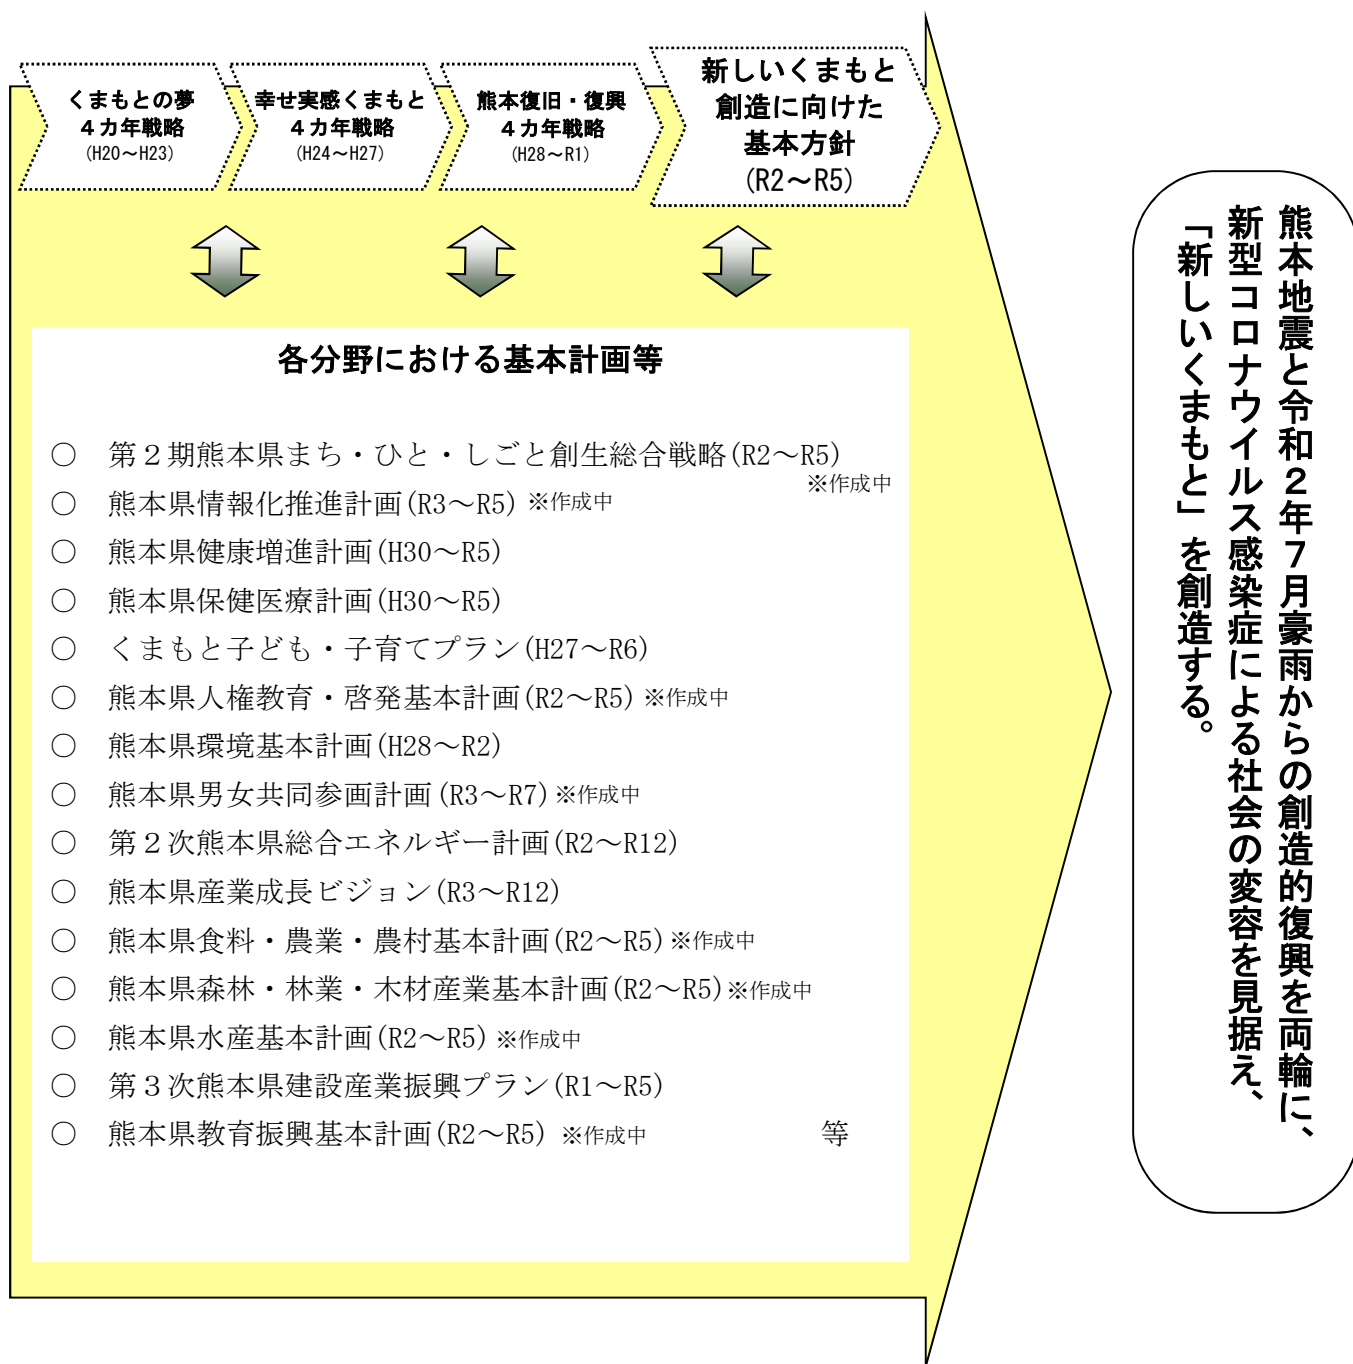 くまもとの夢
４カ年戦略
(H20～H23)
幸せ実感くまもと
４カ年戦略
(H24～H27)
熊本復旧・復興
４カ年戦略
(H28～R1)
新しいくまもと
創造に向けた
基本方針
(R2～R5)
各分野における基本計画等
○　第２期熊本県まち・ひと・しごと創生総合戦略(R2～R5)
※作成中
○　熊本県情報化推進計画(R3～R5) ※作成中
○　熊本県健康増進計画(H30～R5)
○　熊本県保健医療計画(H30～R5)
○　くまもと子ども・子育てプラン(H27～R6)
○　熊本県人権教育・啓発基本計画(R2～R5) ※作成中
○　熊本県環境基本計画(H28～R2)
○　熊本県男女共同参画計画(R3～R7) ※作成中
○　第２次熊本県総合エネルギー計画(R2～R12)
○　熊本県産業成長ビジョン(R3～R12)
○　熊本県食料・農業・農村基本計画(R2～R5) ※作成中
○　熊本県森林・林業・木材産業基本計画(R2～R5) ※作成中
○　熊本県水産基本計画(R2～R5) ※作成中
○　第３次熊本県建設産業振興プラン(R1～R5)
○　熊本県教育振興基本計画(R2～R5) ※作成中　等
熊本地震と令和２年７月豪雨からの創造的復興を両輪に、
新型コロナウイルス感染症による社会の変容を見据え、
「新しいくまもと」を創造する。